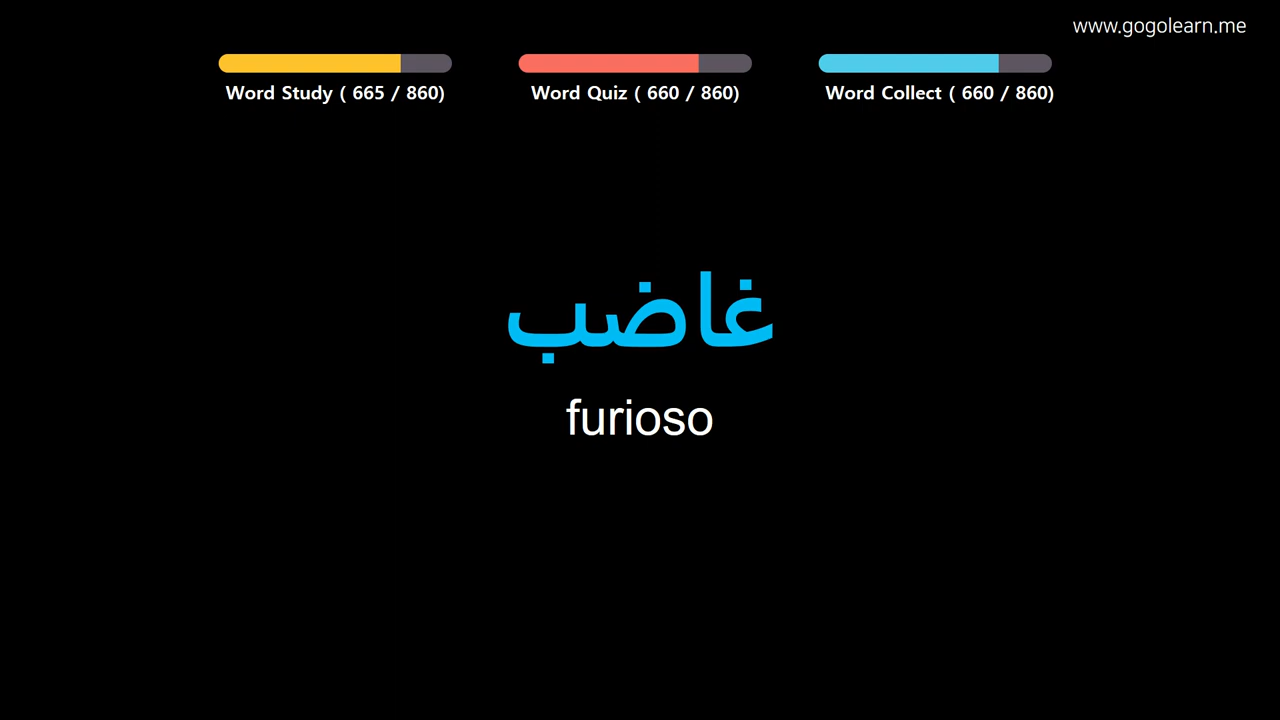 www.gogolearn.me
Word Study ( 665 / 860)
Word Quiz ( 660 / 860)
Word Collect ( 660 / 860)
غاضب
furioso